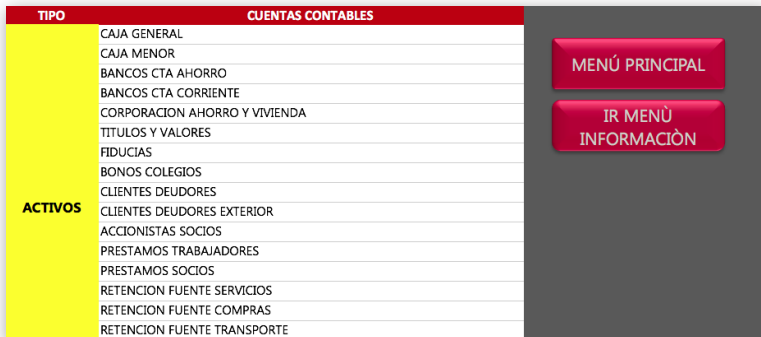 TIPO CUENTAS CONTABLES
CAJA GENERAL
CAJA MENOR
BANCOS CTA AHORRO
BANCOS CTA CORRIENTE
CORPORACION AHORRO Y VIVIENDA
TITULOS Y VALORES
FIDUCIAS
BONOS COLEGIOS
CLIENTES DEUDORES
ACTIVOS
CLIENTES DEUDORES EXTERIOR
ACCIONISTAS SOCIOS
PRESTAMOS TRABAJADORES
PRESTAMOS SOCIOS
RETENCION FUENTE SERVICIOS
RETENCION FUENTE COMPRAS
RETENCION FUENTE TRANSPORTE
MENÚ PRINCIPAL
IR MENÙ
INFORMACIÒN